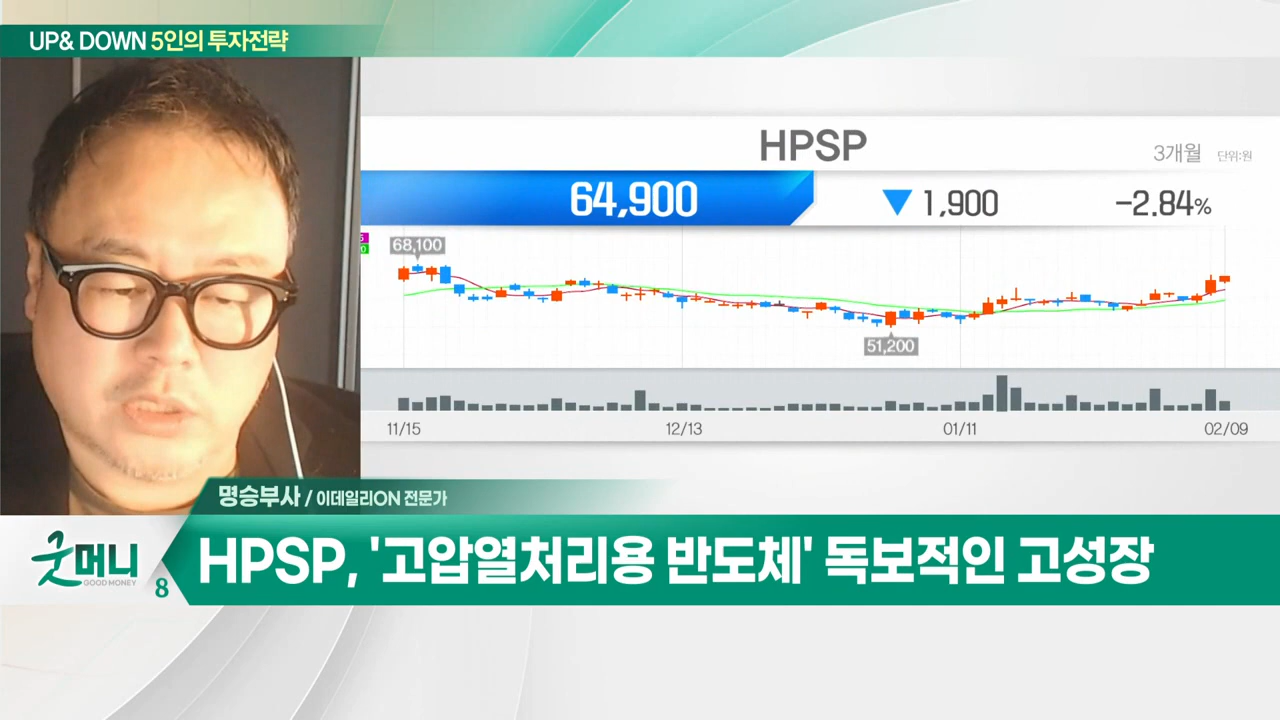 UP& DOWN 5인의 투자전략
HPSP
3개월 단위:원
64,900 ▼ 1,900 -2.84%
68,100
51,200
11/15 12/13 01/11 02/09
명승부사 / 이데일리ON 전문가
굿머니
GOOD MONEY
8
HPSP, '고압열처리용 반도체' 독보적인 고성장